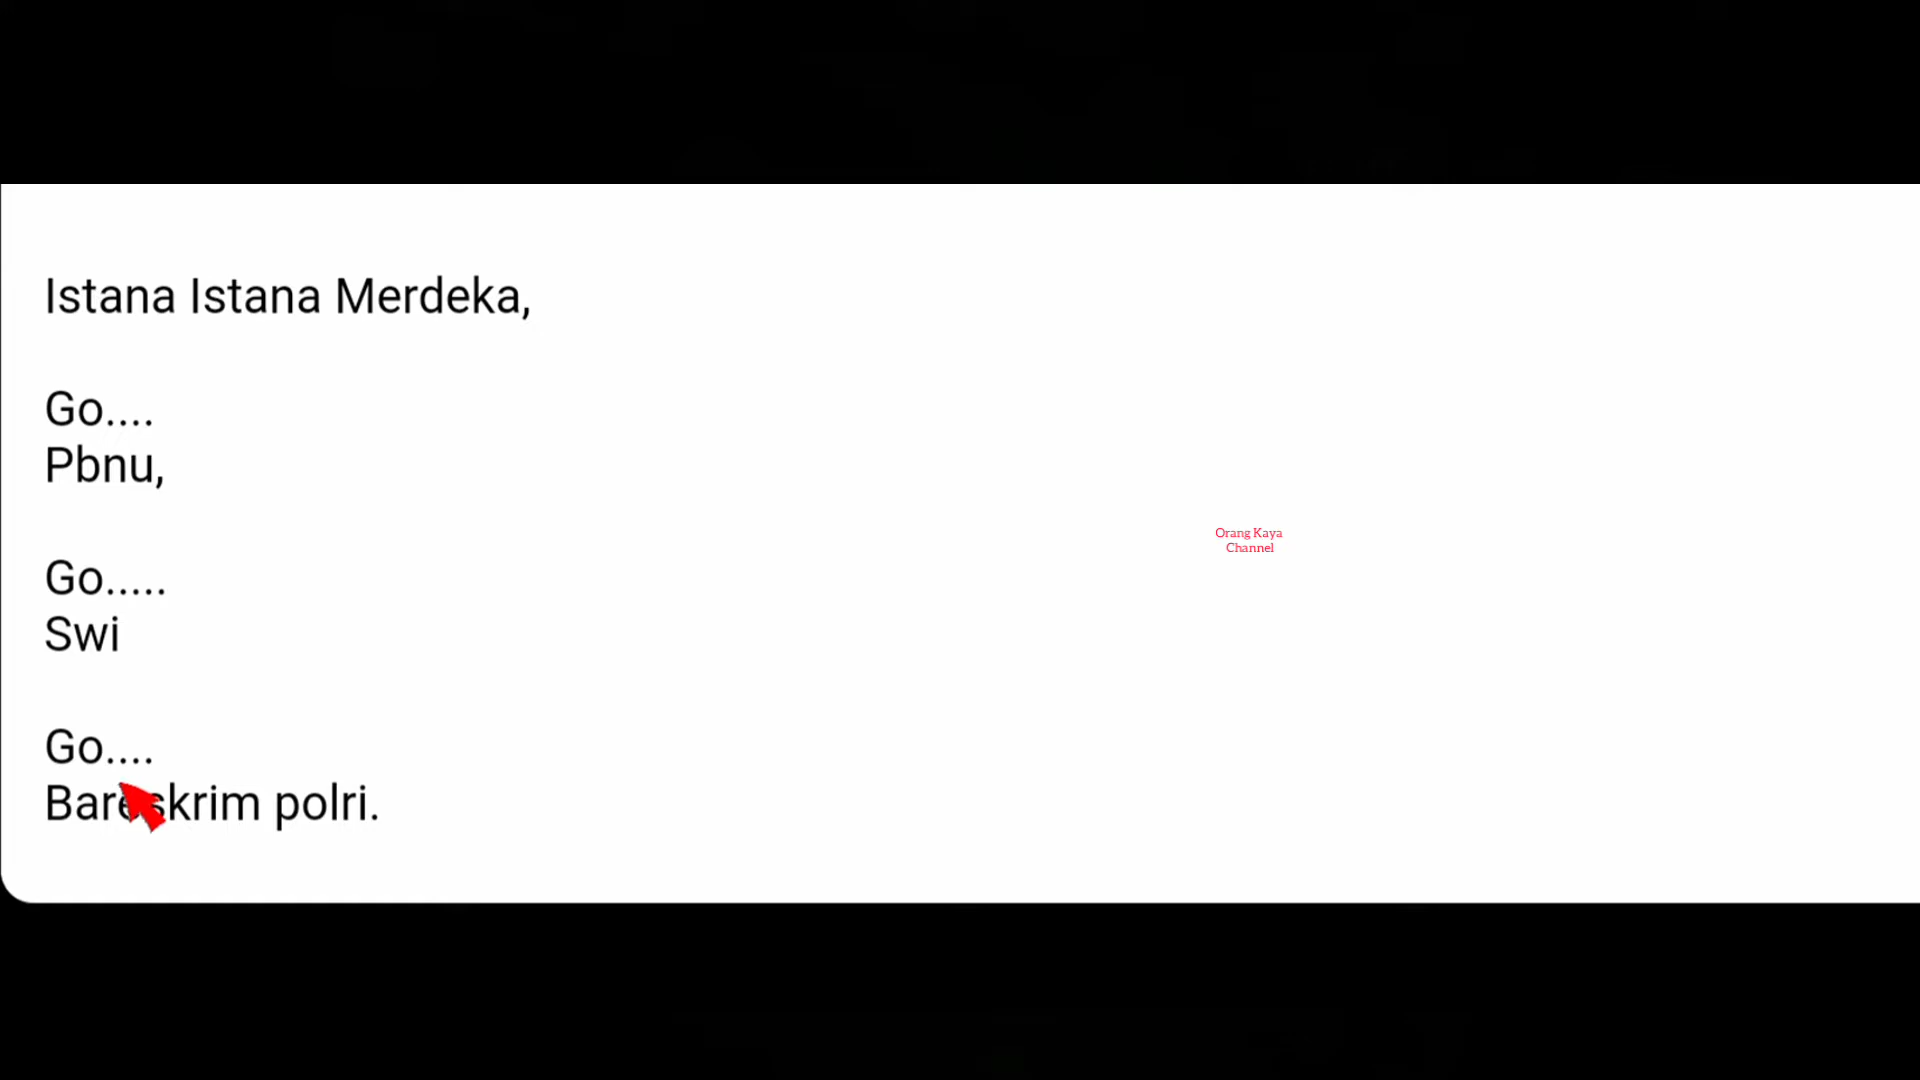 Istana Istana Merdeka,
Go....
Pbnu,
Go.....
Swi
Go....
Bareskrim polri.
Orang Kaya
Channel